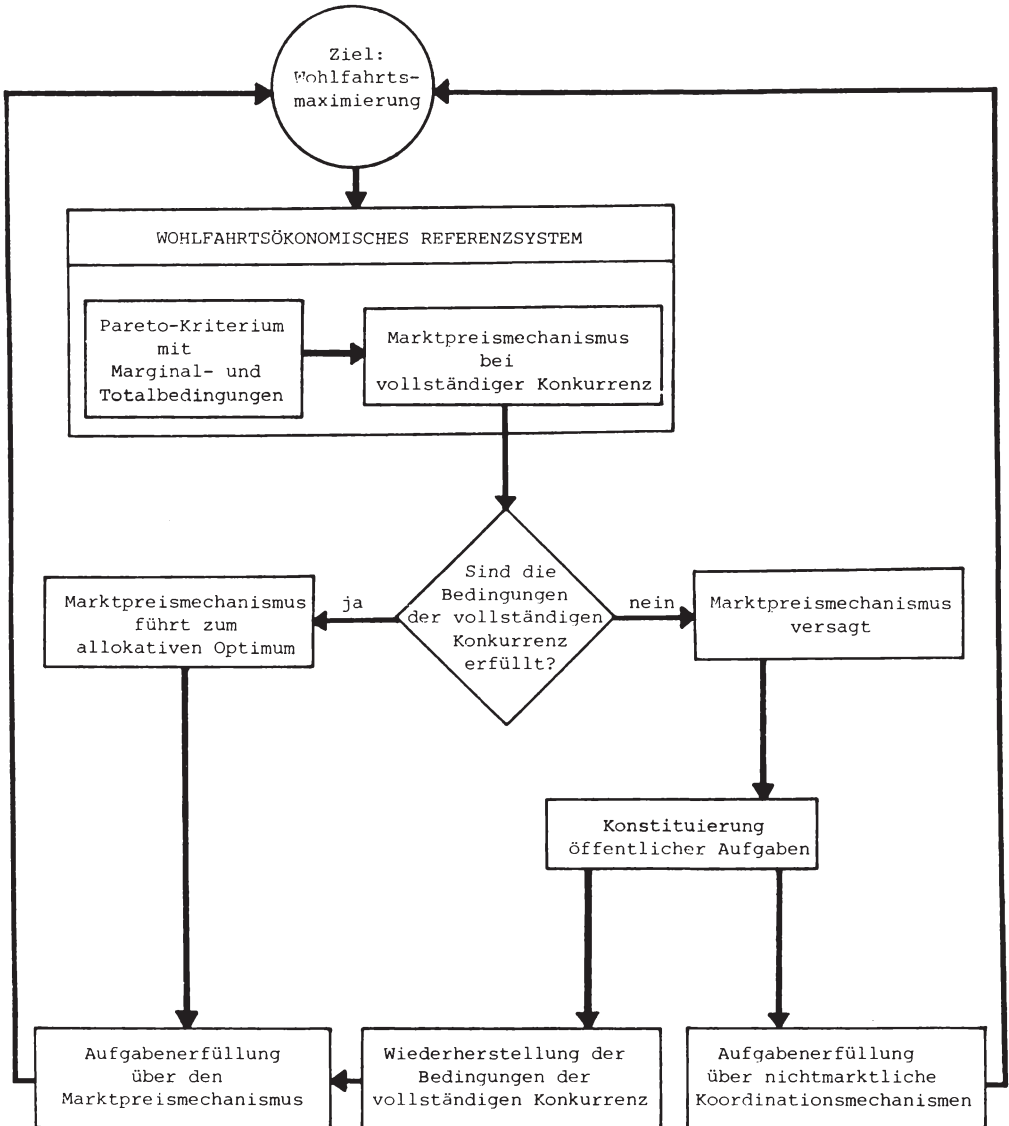 Ziel:
Wohlfahrts-
maximierung
WOHLFAHRTSÖKONOMISCHES REFERENZSYSTEM
Pareto-Kriterium
mit
Marginal- und
Totalbedingungen
Marktpreismechanismus
bei
vollständiger Konkurrenz
Sind die
Bedingungen
der vollständigen
Konkurrenz
erfüllt?
ja
nein
Marktpreismechanismus
führt zum
allokativen Optimum
Marktpreismechanismus
versagt
Konstituierung
öffentlicher Aufgaben
Aufgabenerfüllung
über den
Marktpreismechanismus
Wiederherstellung der
Bedingungen der
vollständigen Konkurrenz
Aufgabenerfüllung
über nichtmarktliche
Koordinationsmechanismen